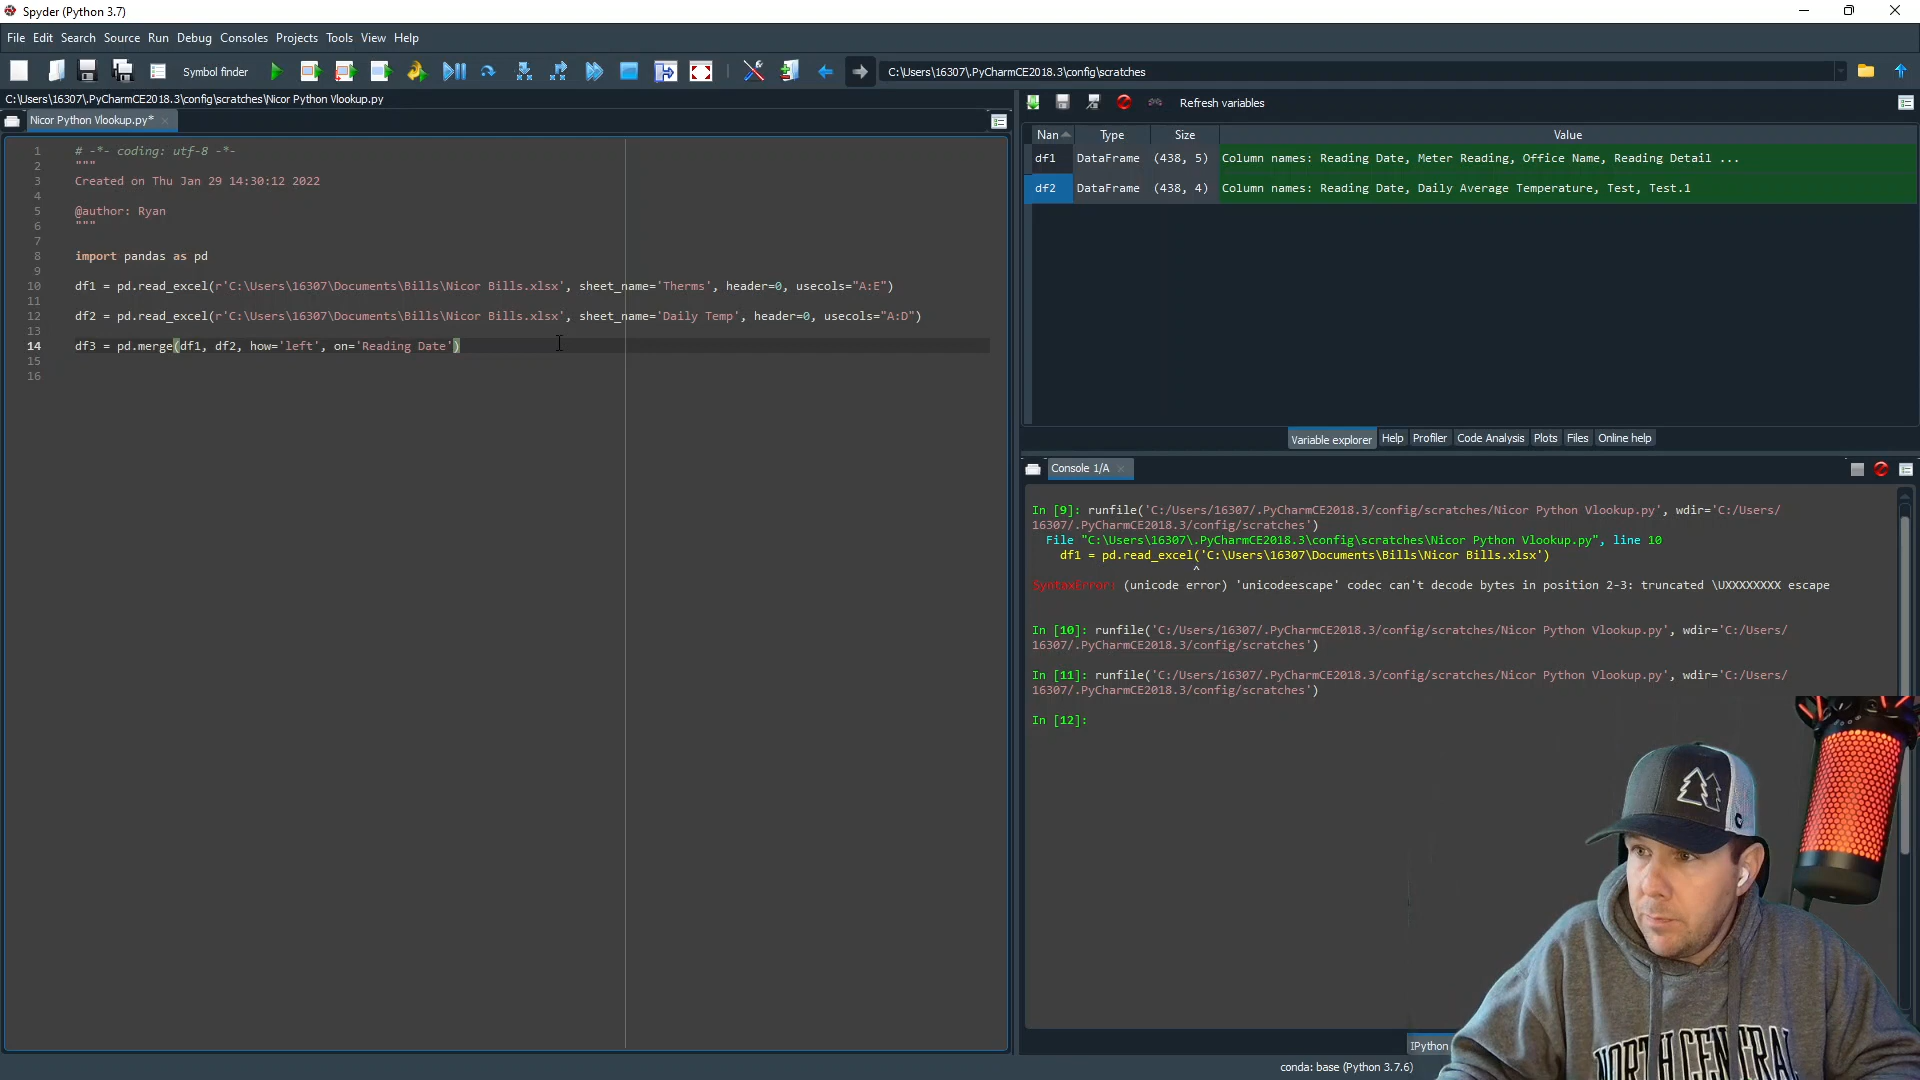 Spyder (Python 3.7)
File Edit Search Source Run Debug Consoles Projects Tools View Help
Symbol finder
C:\Users\16307\.PyCharmCE2018.3\config\scratches
C:\Users\16307\.PyCharmCE2018.3\config\scratches\Nicor Python Vlookup.py
Nicor Python Vlookup.py*
1 # -*- coding: utf-8 -*-
2 """
3 Created on Thu Jan 29 14:30:12 2022
4
5 @author: Ryan
6 """
7
8 import pandas as pd
9
10 df1 = pd.read_excel(r'C:\Users\16307\Documents\Bills\Nicor Bills.xlsx', sheet_name='Therms', header=0, usecols="A:E")
11
12 df2 = pd.read_excel(r'C:\Users\16307\Documents\Bills\Nicor Bills.xlsx', sheet_name='Daily Temp', header=0, usecols="A:D")
13
14 df3 = pd.merge(df1, df2, how='left', on='Reading Date')
15
16
Refresh variables
Nan Type Size Value
df1 DataFrame (438, 5) Column names: Reading Date, Meter Reading, Office Name, Reading Detail ...
df2 DataFrame (438, 4) Column names: Reading Date, Daily Average Temperature, Test, Test.1
Variable explorer Help Profiler Code Analysis Plots Files Online help
Console 1/A
In [9]: runfile('C:/Users/16307/.PyCharmCE2018.3/config/scratches/Nicor Python Vlookup.py', wdir='C:/Users/
16307/.PyCharmCE2018.3/config/scratches')
File "C:\Users\16307\.PyCharmCE2018.3\config\scratches\Nicor Python Vlookup.py", line 10
df1 = pd.read_excel('C:\Users\16307\Documents\Bills\Nicor Bills.xlsx')
^
SyntaxError: (unicode error) 'unicodeescape' codec can't decode bytes in position 2-3: truncated \UXXXXXXXX escape
In [10]: runfile('C:/Users/16307/.PyCharmCE2018.3/config/scratches/Nicor Python Vlookup.py', wdir='C:/Users/
16307/.PyCharmCE2018.3/config/scratches')
In [11]: runfile('C:/Users/16307/.PyCharmCE2018.3/config/scratches/Nicor Python Vlookup.py', wdir='C:/Users/
16307/.PyCharmCE2018.3/config/scratches')
In [12]:
NORTH CENTRAL
IPython
conda: base (Python 3.7.6)